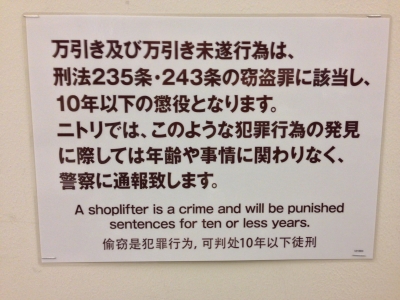 万引き及び万引き未遂行為は、
刑法235条・243条の窃盗罪に該当し、
10年以下の懲役となります。
ニトリでは、このような犯罪行為の発見
に際しては年齢や事情に関わりなく、
警察に通報致します。
A shoplifter is a crime and will be punished
sentences for ten or less years.
偷窃是犯罪行为, 可判处10年以下徒刑